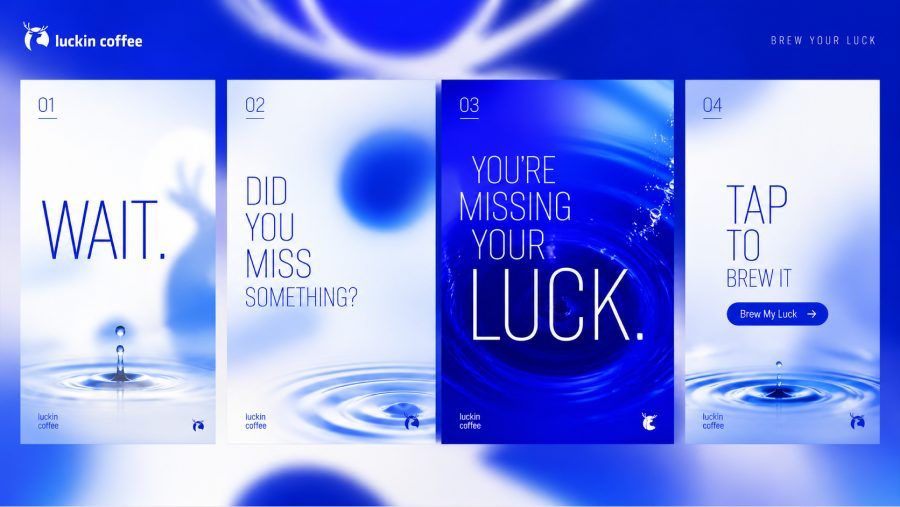 luckin coffee
BREW YOUR LUCK
01
WAIT.
luckin
coffee
02
DID
YOU
MISS
SOMETHING?
luckin
coffee
03
YOU'RE
MISSING
YOUR
LUCK.
luckin
coffee
04
TAP
TO
BREW IT
Brew My Luck →
luckin
coffee